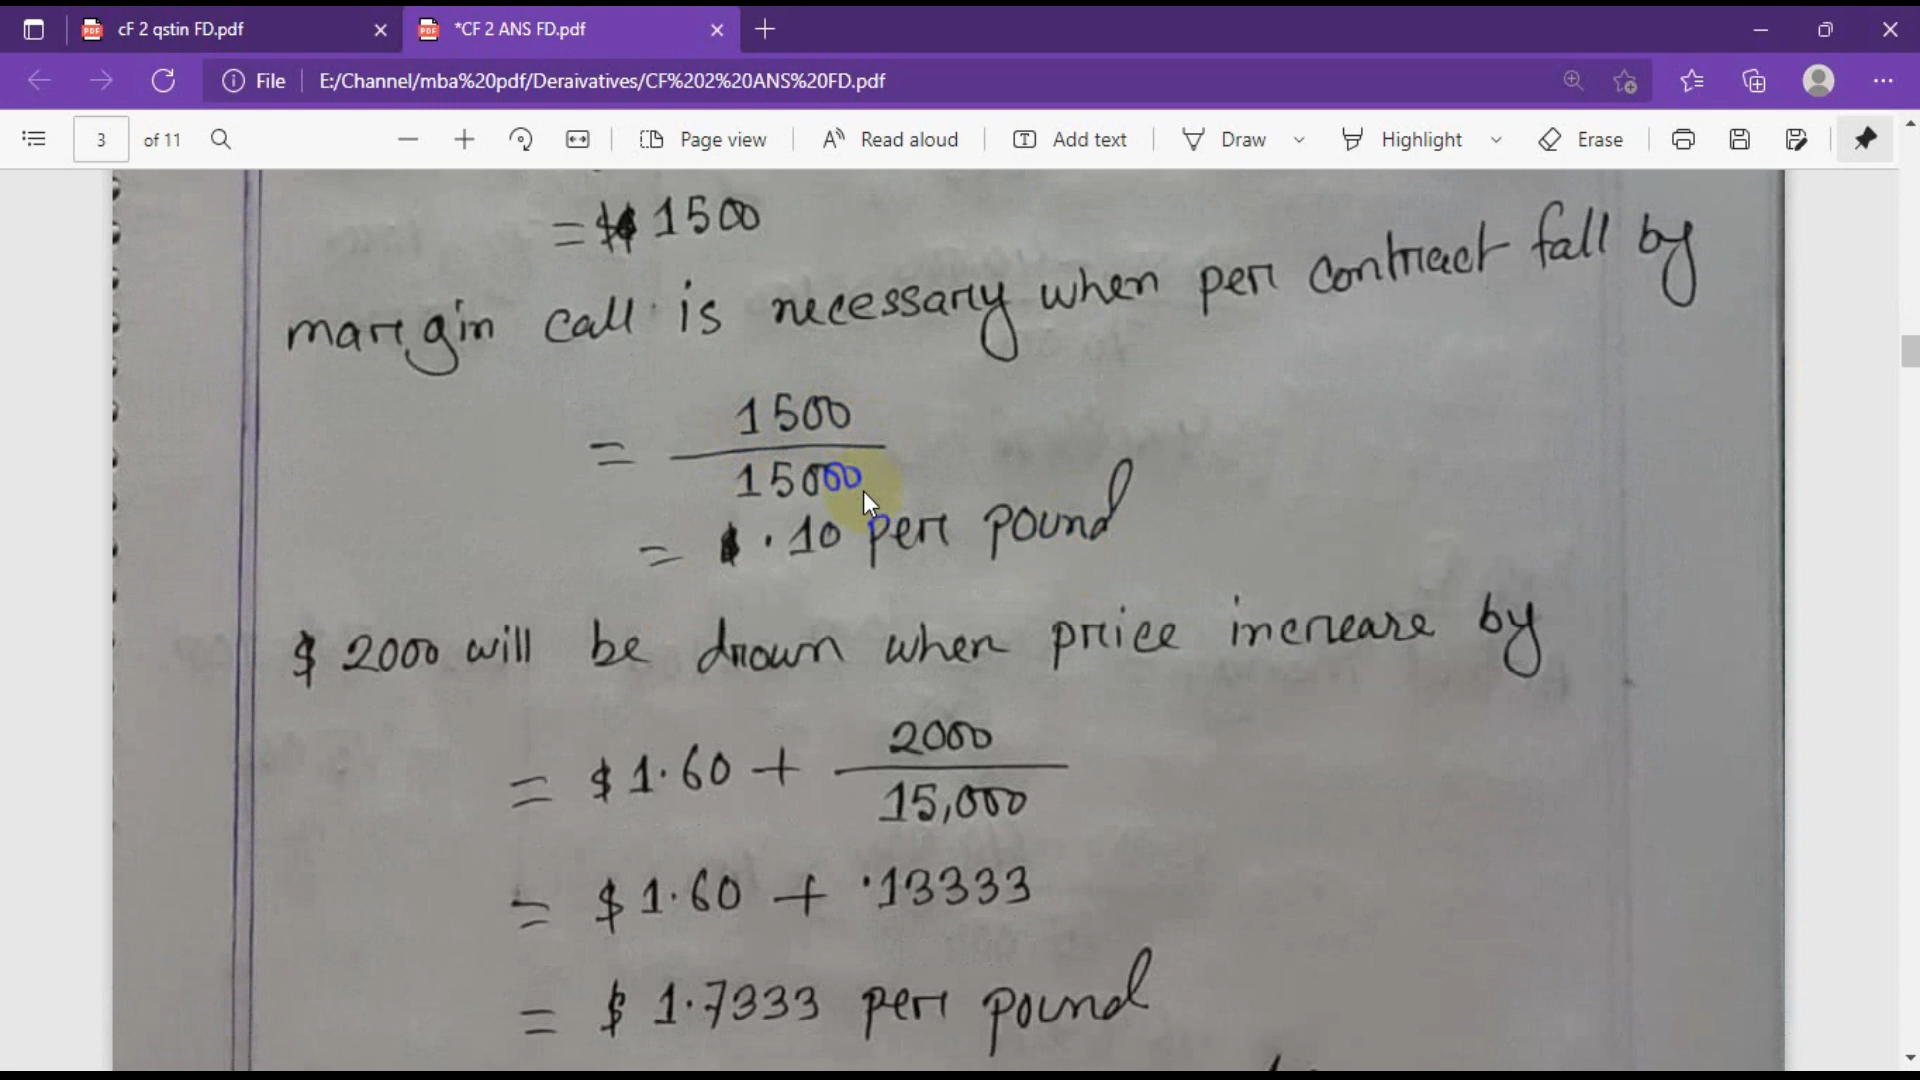 cF 2 qstin FD.pdf
*CF 2 ANS FD.pdf
File E:/Channel/mba%20pdf/Deraivatives/CF%202%20ANS%20FD.pdf
3 of 11 Page view Read aloud Add text Draw Highlight Erase
= $ 1500
margin call is necessary when per contract fall by
= 1500
15000
= $ .10 per pound
$ 2000 will be drown when price increase by
= $ 1.60 + 2000
15,000
= $ 1.60 + .13333
= $ 1.7333 per pound